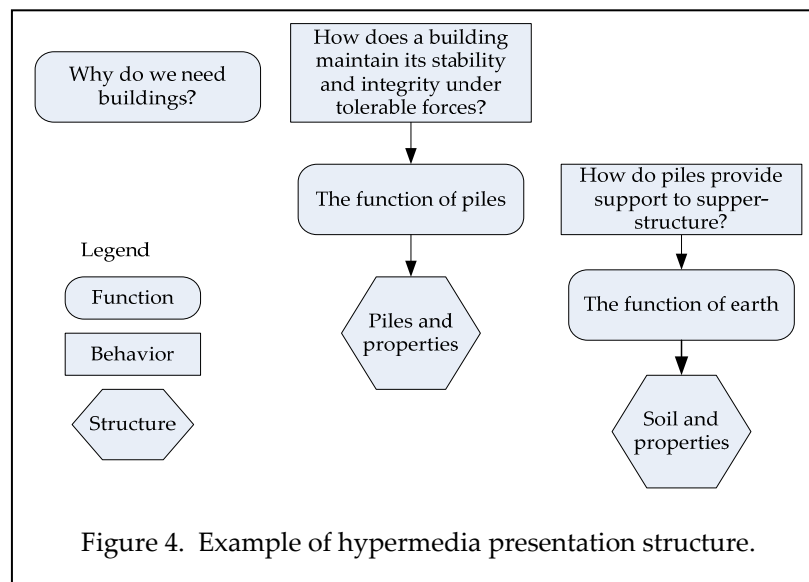 Why do we need
buildings?
How does a building
maintain its stability
and integrity under
tolerable forces?
The function of piles
Piles and
properties
How do piles provide
support to supper-
structure?
The function of earth
Soil and
properties
Legend
Function
Behavior
Structure
Figure 4. Example of hypermedia presentation structure.